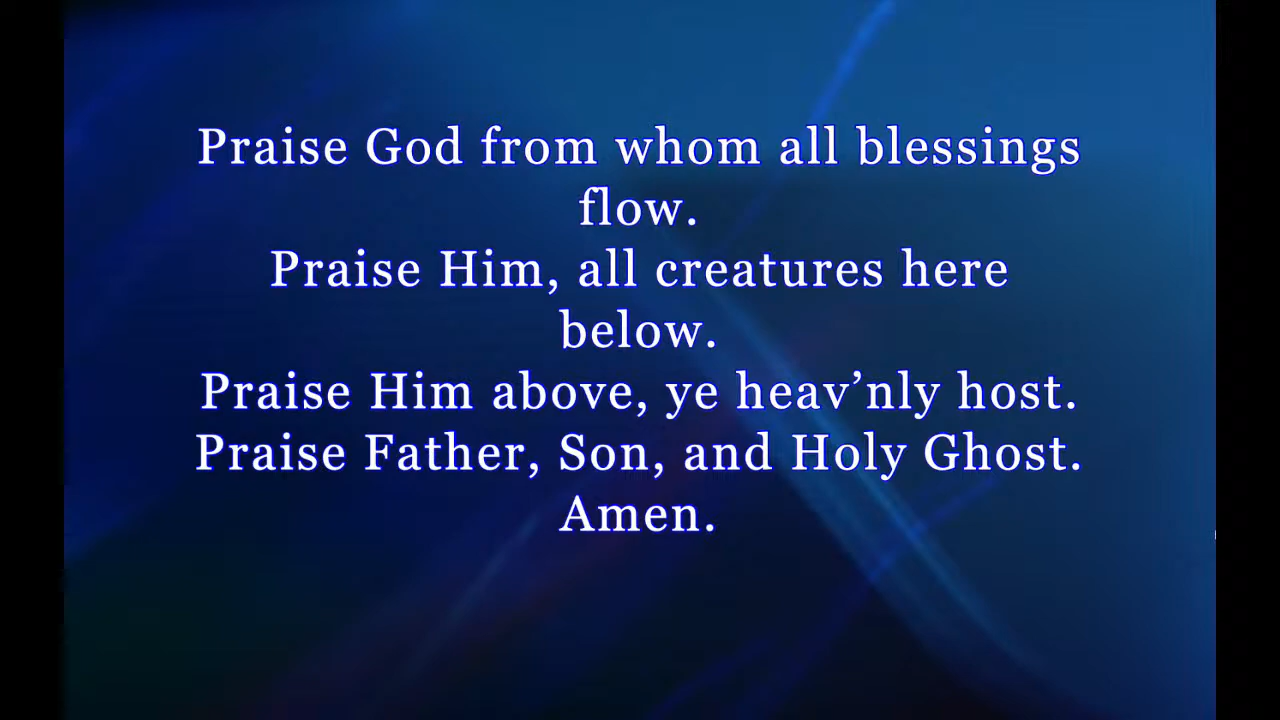 Praise God from whom all blessings
flow.
Praise Him, all creatures here
below.
Praise Him above, ye heav’nly host.
Praise Father, Son, and Holy Ghost.
Amen.